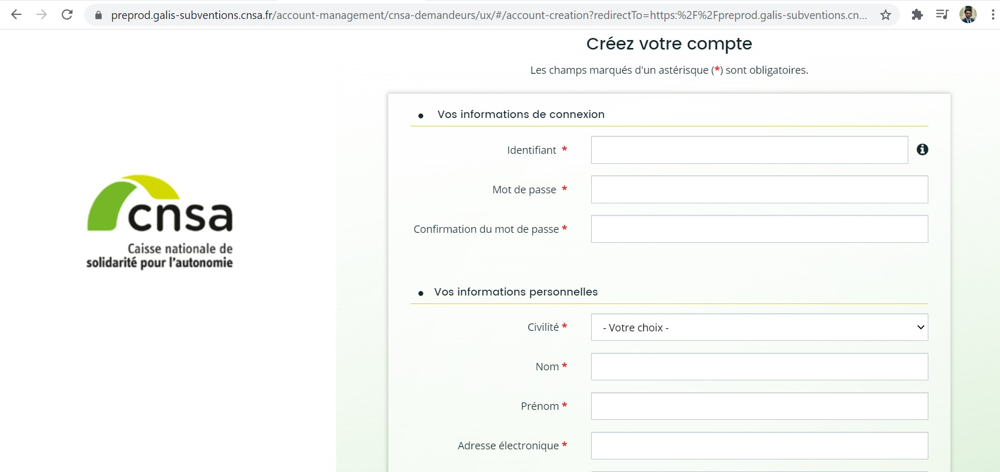 preprod.galis-subventions.cnsa.fr/account-management/cnsa-demandeurs/ux/#/account-creation?redirectTo=https:%2F%2Fpreprod.galis-subventions.cn...
Créez votre compte
Les champs marqués d'un astérisque (*) sont obligatoires.
Vos informations de connexion
Identifiant *
Mot de passe *
Confirmation du mot de passe *
cnsa
Caisse nationale de
solidarité pour l'autonomie
Vos informations personnelles
Civilité *
- Votre choix -
Nom *
Prénom *
Adresse électronique *